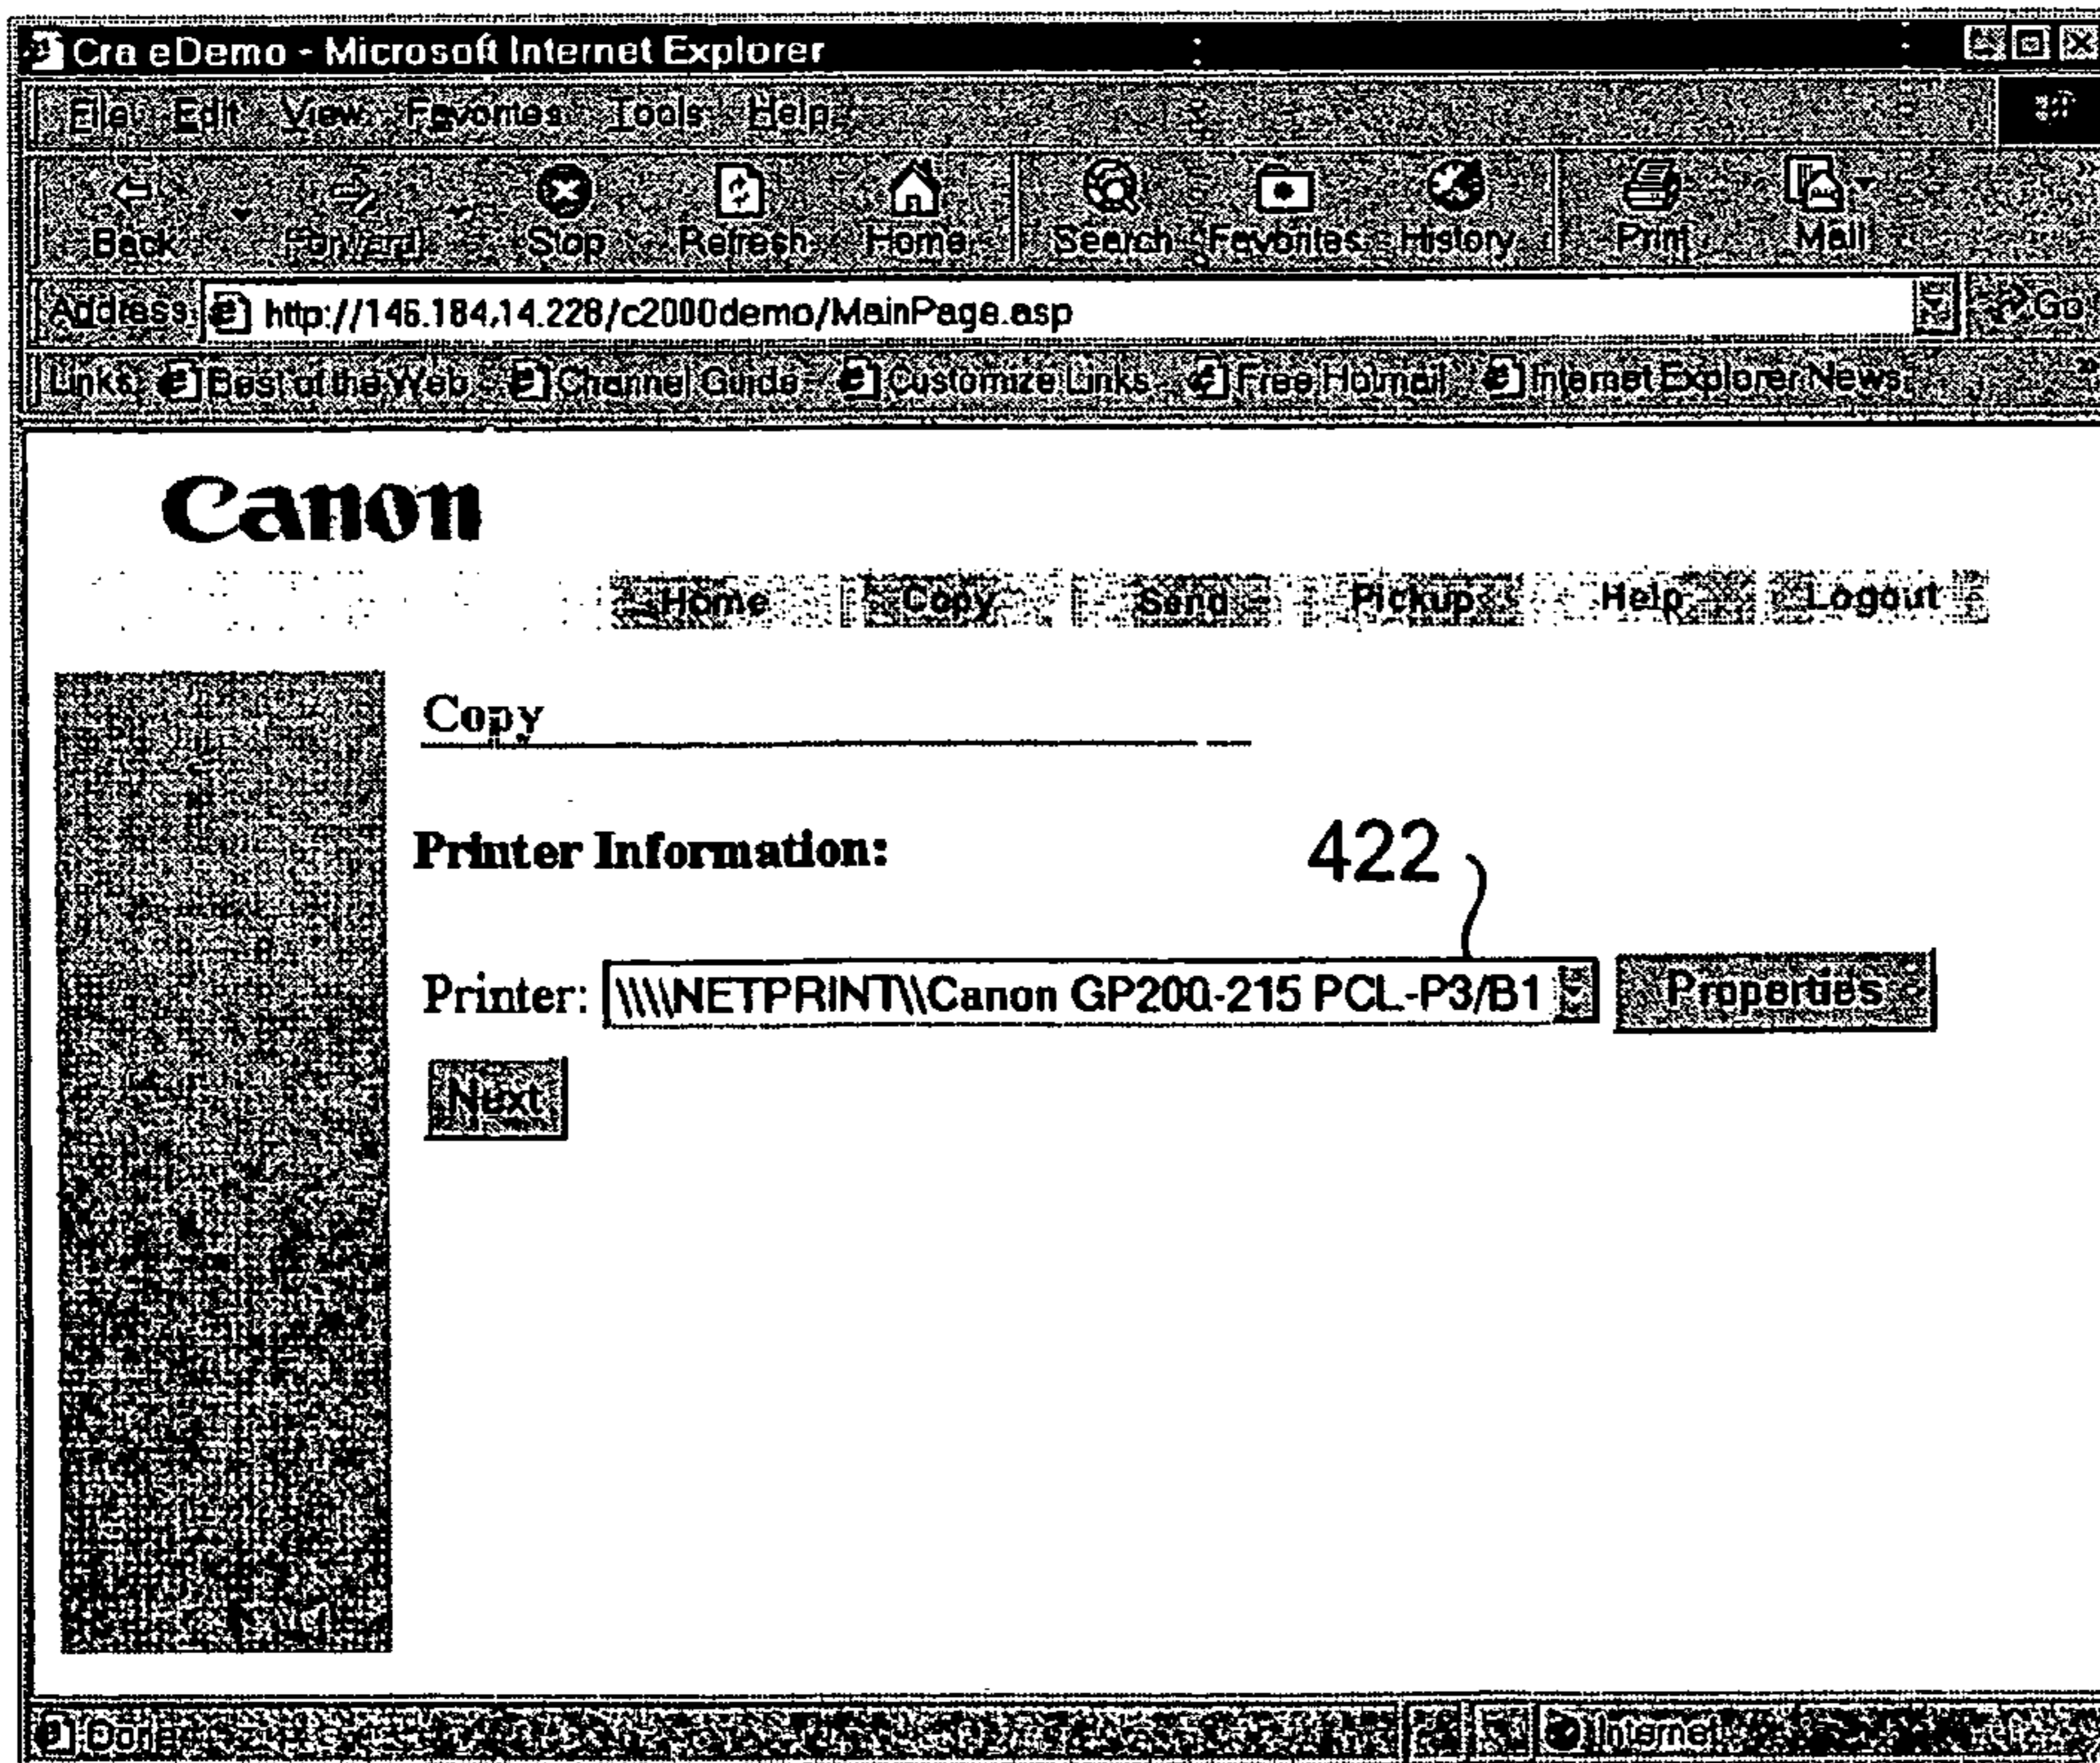 Cra eDemo - Microsoft Internet Explorer
File Edit View Favorites Tools Help
Back Forward Stop Refresh Home Search Favorites History Print Mail
Address http://146.184.14.228/c2000demo/MainPage.asp Go
Links Best of the Web Channel Guide Customize Links Free Hotmail Internet Explorer News
Canon
Home Copy Send Pickup Help Logout
Copy
Printer Information:
422
Printer: \\\\NETPRINT\\Canon GP200-215 PCL-P3/B1 Properties
Next
Done Internet